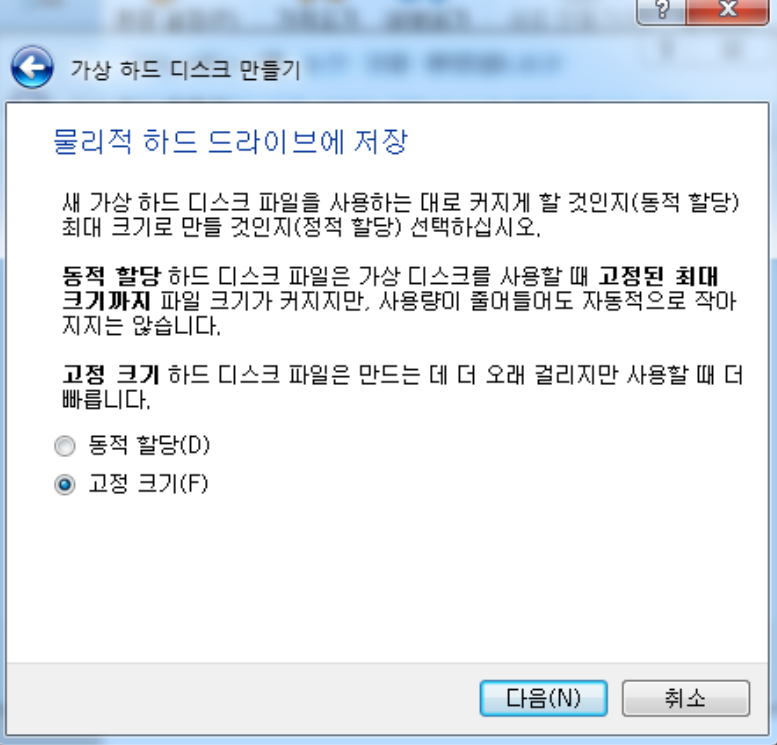 가상 하드 디스크 만들기
물리적 하드 드라이브에 저장
새 가상 하드 디스크 파일을 사용하는 대로 커지게 할 것인지(동적 할당)
최대 크기로 만들 것인지(정적 할당) 선택하십시오.
동적 할당 하드 디스크 파일은 가상 디스크를 사용할 때 고정된 최대
크기까지 파일 크기가 커지지만, 사용량이 줄어들어도 자동적으로 작아
지지는 않습니다.
고정 크기 하드 디스크 파일은 만드는 데 더 오래 걸리지만 사용할 때 더
빠릅니다.
동적 할당(D)
고정 크기(F)
다음(N) 취소